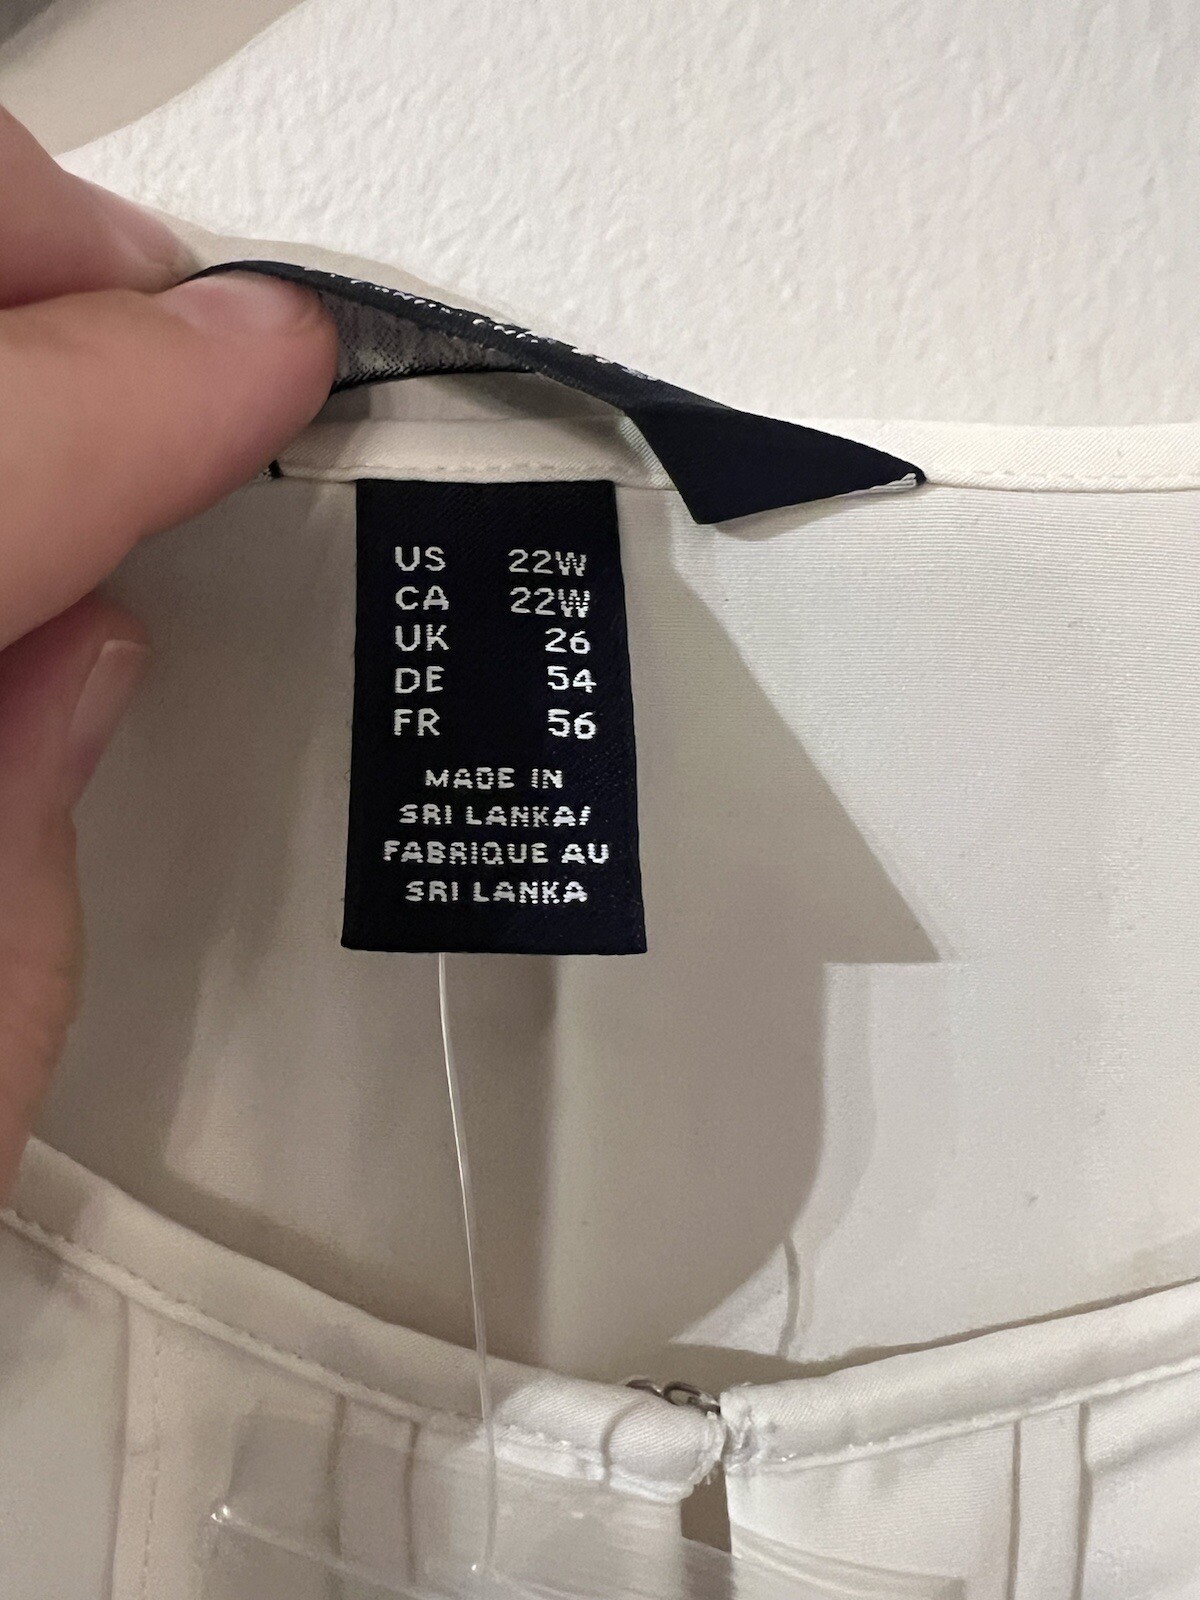 US 22W
CA 22W
UK 26
DE 54
FR 56
MADE IN
SRI LANKA/
FABRIQUE AU
SRI LANKA